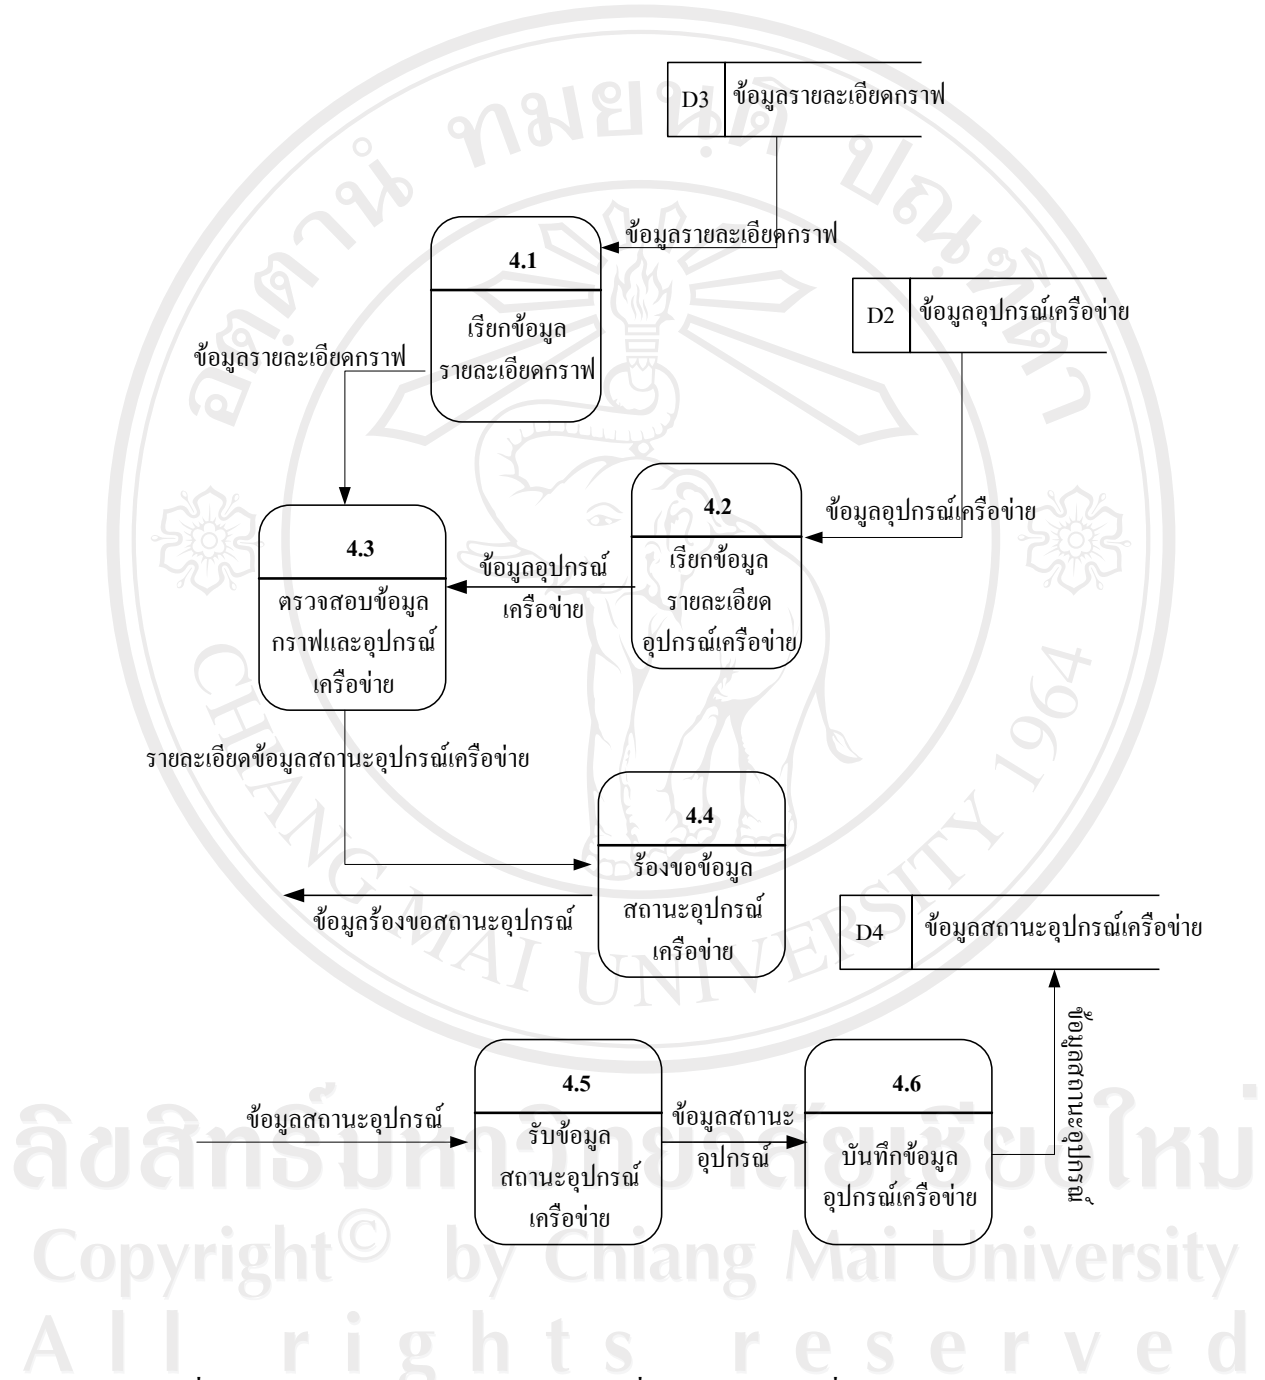 D3
ข้อมูลรายละเอียดกราฟ
ข้อมูลรายละเอียดกราฟ
4.1
เรียกข้อมูล
รายละเอียดกราฟ
D2
ข้อมูลอุปกรณ์เครือข่าย
ข้อมูลรายละเอียดกราฟ
4.2
เรียกข้อมูล
รายละเอียด
อุปกรณ์เครือข่าย
ข้อมูลอุปกรณ์เครือข่าย
4.3
ตรวจสอบข้อมูล
กราฟและอุปกรณ์
เครือข่าย
ข้อมูลอุปกรณ์
เครือข่าย
รายละเอียดข้อมูลสถานะอุปกรณ์เครือข่าย
4.4
ร้องขอข้อมูล
สถานะอุปกรณ์
เครือข่าย
ข้อมูลร้องขอสถานะอุปกรณ์
D4
ข้อมูลสถานะอุปกรณ์เครือข่าย
ข้อมูลสถานะอุปกรณ์
4.5
รับข้อมูล
สถานะอุปกรณ์
เครือข่าย
ข้อมูลสถานะ
อุปกรณ์
4.6
บันทึกข้อมูล
อุปกรณ์เครือข่าย
ข้อมูลสถานะอุปกรณ์
CHIANG MAI UNIVERSITY 1964
ลิขสิทธิ์มหาวิทยาลัยเชียงใหม่
Copyright© by Chiang Mai University
All rights reserved